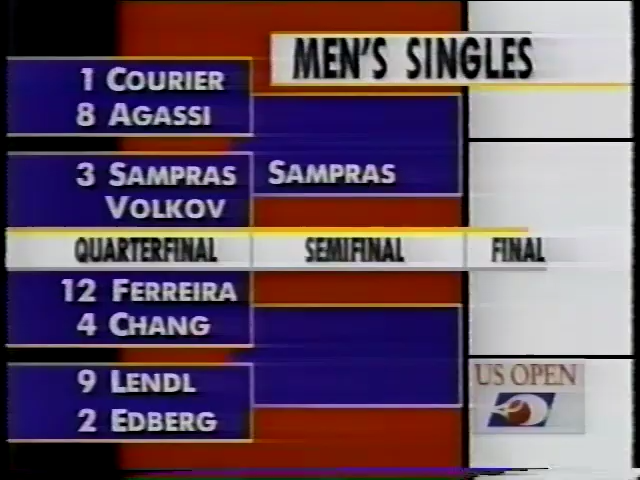 MEN'S SINGLES
1 COURIER
8 AGASSI
3 SAMPRAS
VOLKOV
SAMPRAS
QUARTERFINAL
SEMIFINAL
FINAL
12 FERREIRA
4 CHANG
9 LENDL
2 EDBERG
US OPEN